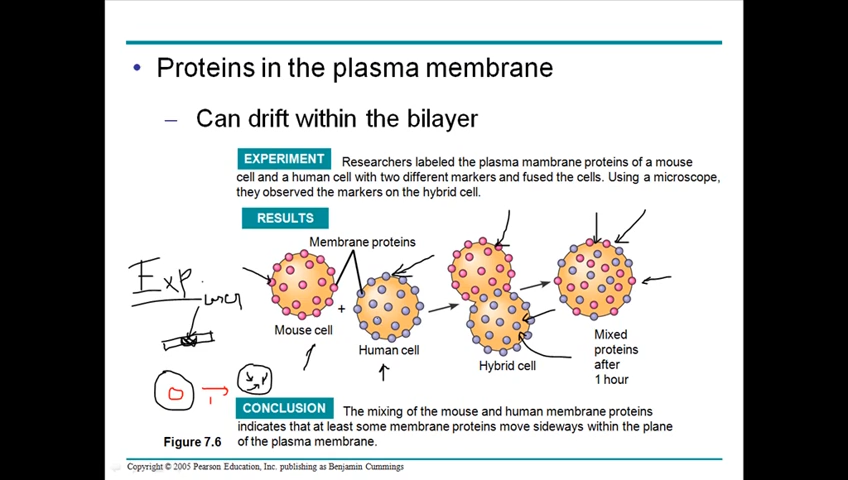 • Proteins in the plasma membrane
– Can drift within the bilayer
EXPERIMENT Researchers labeled the plasma mambrane proteins of a mouse
cell and a human cell with two different markers and fused the cells. Using a microscope,
they observed the markers on the hybrid cell.
RESULTS
Membrane proteins
Exp.
+
Mouse cell
Human cell
Hybrid cell
Mixed
proteins
after
1 hour
CONCLUSION The mixing of the mouse and human membrane proteins
indicates that at least some membrane proteins move sideways within the plane
of the plasma membrane.
Figure 7.6
Copyright © 2005 Pearson Education, Inc. publishing as Benjamin Cummings